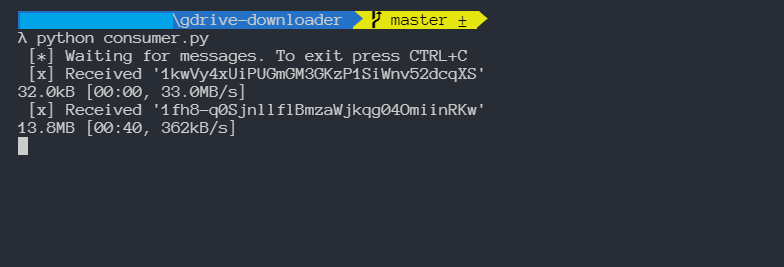 \gdrive-downloader master ±
λ python consumer.py
[*] Waiting for messages. To exit press CTRL+C
[x] Received '1kwVy4xUiPUGmGM3GKzP1SiWnv52dcqXS'
32.0kB [00:00, 33.0MB/s]
[x] Received '1fh8-q0SjnllflBmzaWjkqg04OmiinRKw'
13.8MB [00:40, 362kB/s]